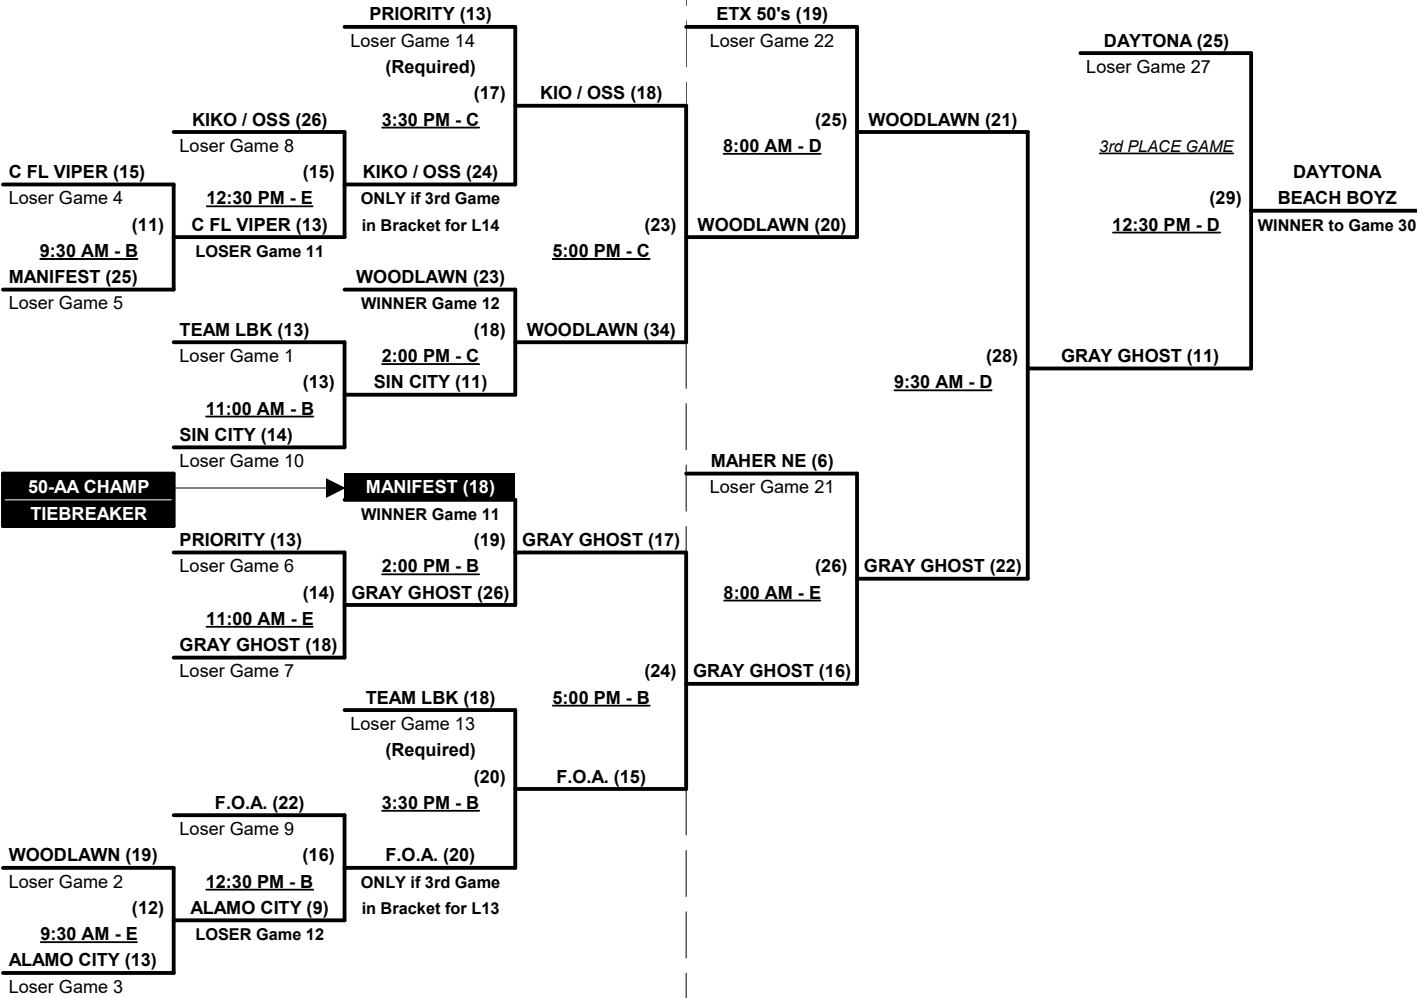 PRIORITY (13)
Loser Game 14
(Required)
(17)
3:30 PM - C
KIKO / OSS (26)
Loser Game 8
(15)
12:30 PM - E
C FL VIPER (15)
Loser Game 4
(11)
9:30 AM - B
MANIFEST (25)
Loser Game 5
C FL VIPER (13)
LOSER Game 11
KIKO / OSS (24)
ONLY if 3rd Game
in Bracket for L14
KIO / OSS (18)
(23)
5:00 PM - C
WOODLAWN (23)
WINNER Game 12
(18)
2:00 PM - C
SIN CITY (11)
WOODLAWN (34)
TEAM LBK (13)
Loser Game 1
(13)
11:00 AM - B
SIN CITY (14)
Loser Game 10
50-AA CHAMP
TIEBREAKER
MANIFEST (18)
WINNER Game 11
(19)
2:00 PM - B
GRAY GHOST (26)
PRIORITY (13)
Loser Game 6
(14)
11:00 AM - E
GRAY GHOST (18)
Loser Game 7
GRAY GHOST (17)
(24)
5:00 PM - B
TEAM LBK (18)
Loser Game 13
(Required)
(20)
3:30 PM - B
F.O.A. (15)
F.O.A. (22)
Loser Game 9
(16)
12:30 PM - B
F.O.A. (20)
ONLY if 3rd Game
in Bracket for L13
WOODLAWN (19)
Loser Game 2
(12)
9:30 AM - E
ALAMO CITY (13)
Loser Game 3
ALAMO CITY (9)
LOSER Game 12
ETX 50's (19)
Loser Game 22
(25)
8:00 AM - D
WOODLAWN (20)
WOODLAWN (21)
(28)
9:30 AM - D
MAHER NE (6)
Loser Game 21
(26)
8:00 AM - E
GRAY GHOST (16)
GRAY GHOST (22)
DAYTONA (25)
Loser Game 27
3rd PLACE GAME
(29)
12:30 PM - D
GRAY GHOST (11)
DAYTONA
BEACH BOYZ
WINNER to Game 30